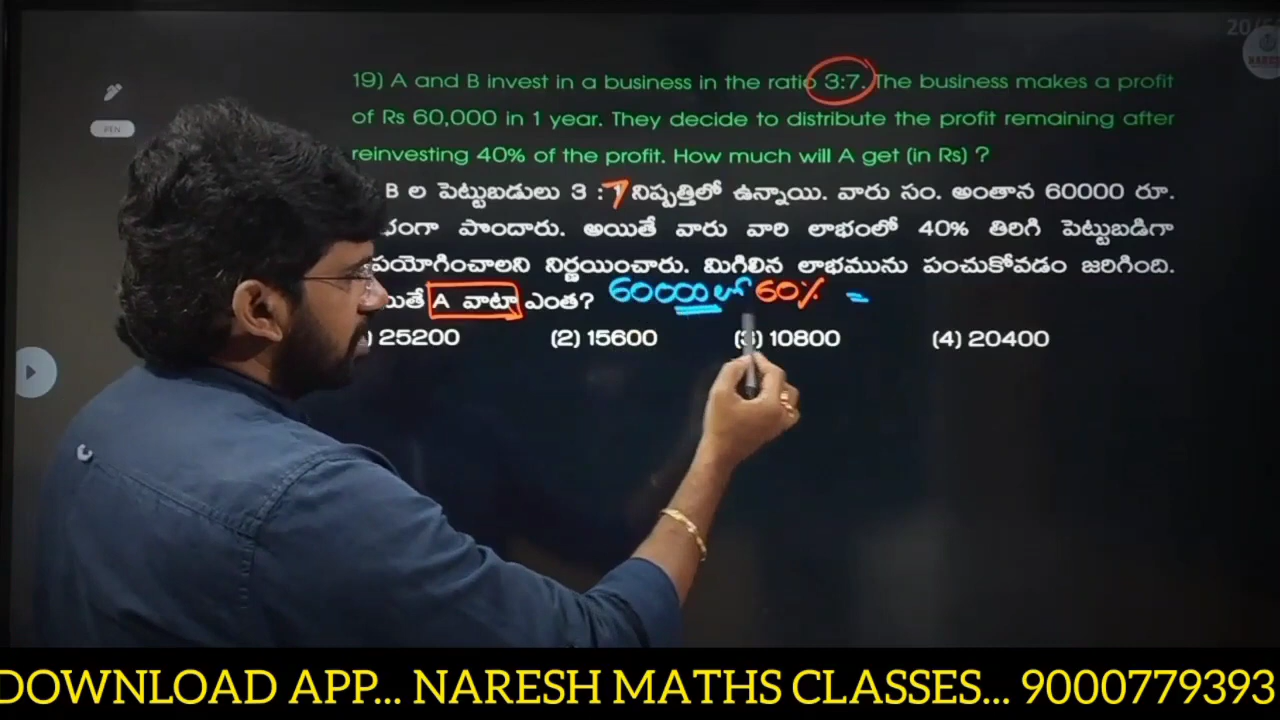 PEN
19) A and B invest in a business in the ratio 3:7. The business makes a profit
of Rs 60,000 in 1 year. They decide to distribute the profit remaining after
reinvesting 40% of the profit. How much will A get (in Rs) ?
B ల పెట్టుబడులు 3 : 7 నిష్పత్తిలో ఉన్నాయి. వారు సం. అంతాన 60000 రూ.
పొందారు. అయితే వారు వారి లాభంలో 40% తిరిగి పెట్టుబడిగా
నిర్ణయించారు. మిగిలిన లాభమును పంచుకోవడం జరిగింది.
A వాటా ఎంత? 60000లో 60% =
25200 (2) 15600 (3) 10800 (4) 20400
DOWNLOAD APP... NARESH MATHS CLASSES... 9000779393